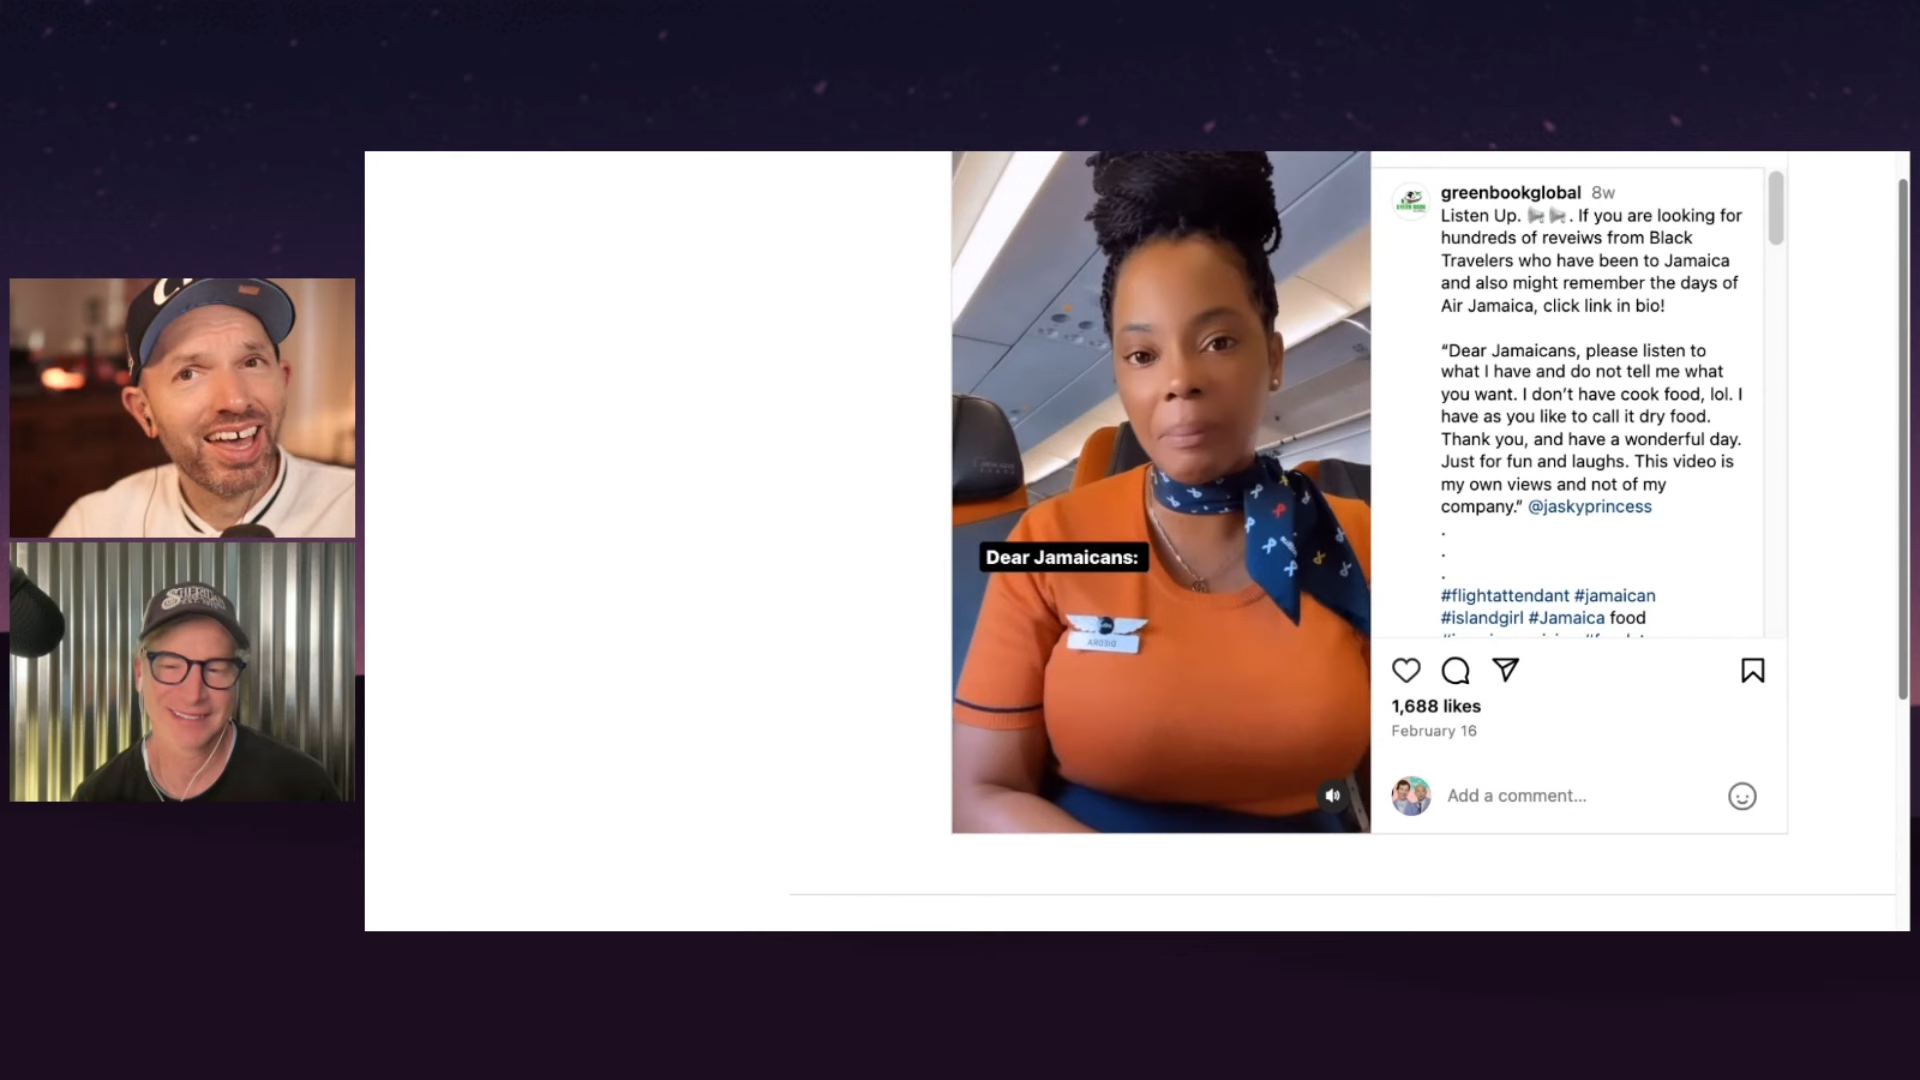 greenbookglobal 8w
Listen Up. . If you are looking for
hundreds of reveiws from Black
Travelers who have been to Jamaica
and also might remember the days of
Air Jamaica, click link in bio!
“Dear Jamaicans, please listen to
what I have and do not tell me what
you want. I don’t have cook food, lol. I
have as you like to call it dry food.
Thank you, and have a wonderful day.
Just for fun and laughs. This video is
my own views and not of my
company.” @jaskyprincess
.
.
.
#flightattendant #jamaican
#islandgirl #Jamaica food
Dear Jamaicans:
1,688 likes
February 16
Add a comment...
SHERIDAN